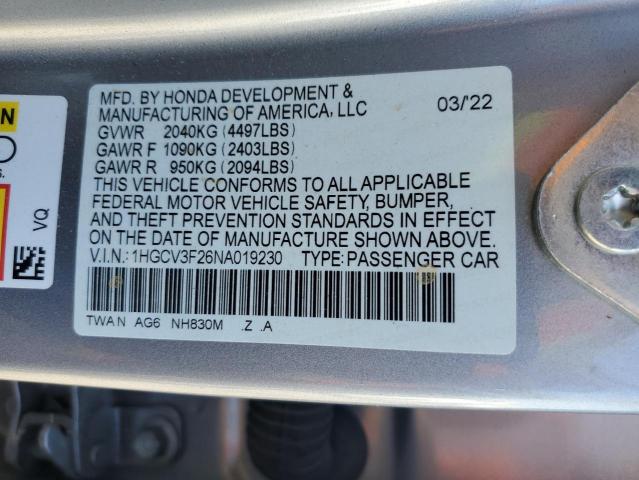 MFD. BY HONDA DEVELOPMENT &
MANUFACTURING OF AMERICA, LLC 03/'22
GVWR 2040KG (4497LBS)
GAWR F 1090KG (2403LBS)
GAWR R 950KG (2094LBS)
THIS VEHICLE CONFORMS TO ALL APPLICABLE
FEDERAL MOTOR VEHICLE SAFETY, BUMPER,
AND THEFT PREVENTION STANDARDS IN EFFECT
ON THE DATE OF MANUFACTURE SHOWN ABOVE.
V.I.N.: 1HGCV3F26NA019230 TYPE: PASSENGER CAR
TWA N AG6 NH830M .Z .A
VQ